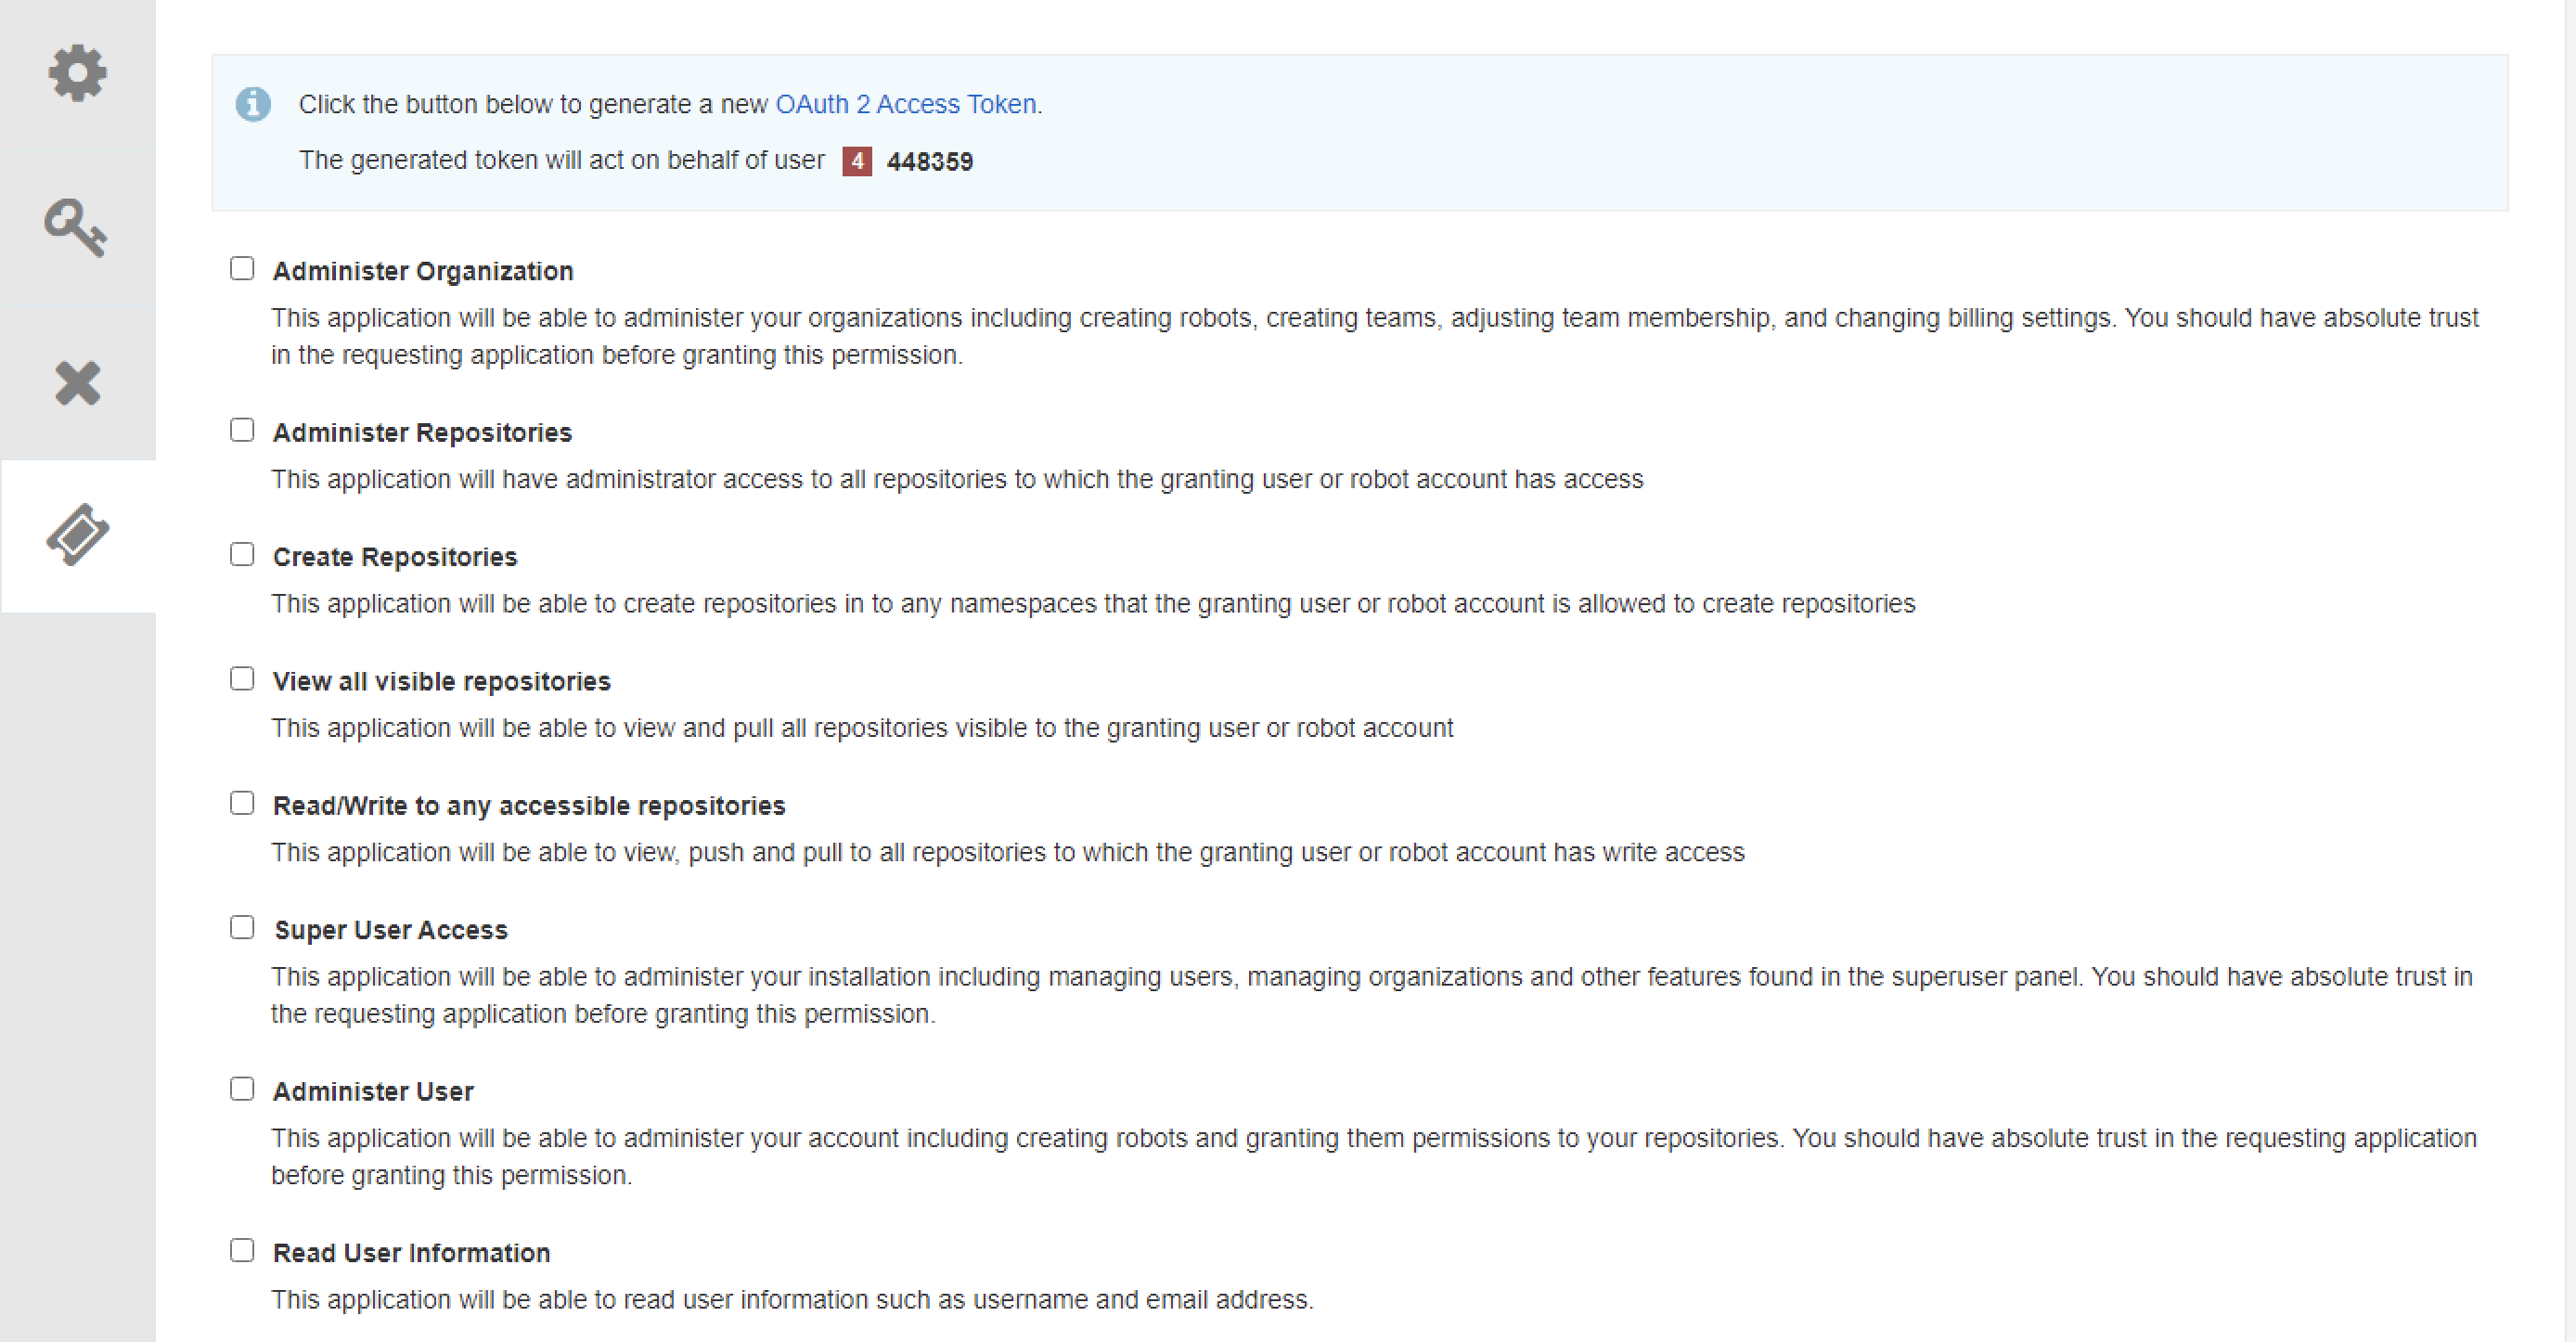 Click the button below to generate a new OAuth 2 Access Token.
The generated token will act on behalf of user 4 448359
Administer Organization
This application will be able to administer your organizations including creating robots, creating teams, adjusting team membership, and changing billing settings. You should have absolute trust
in the requesting application before granting this permission.
Administer Repositories
This application will have administrator access to all repositories to which the granting user or robot account has access
Create Repositories
This application will be able to create repositories in to any namespaces that the granting user or robot account is allowed to create repositories
View all visible repositories
This application will be able to view and pull all repositories visible to the granting user or robot account
Read/Write to any accessible repositories
This application will be able to view, push and pull to all repositories to which the granting user or robot account has write access
Super User Access
This application will be able to administer your installation including managing users, managing organizations and other features found in the superuser panel. You should have absolute trust in
the requesting application before granting this permission.
Administer User
This application will be able to administer your account including creating robots and granting them permissions to your repositories. You should have absolute trust in the requesting application
before granting this permission.
Read User Information
This application will be able to read user information such as username and email address.